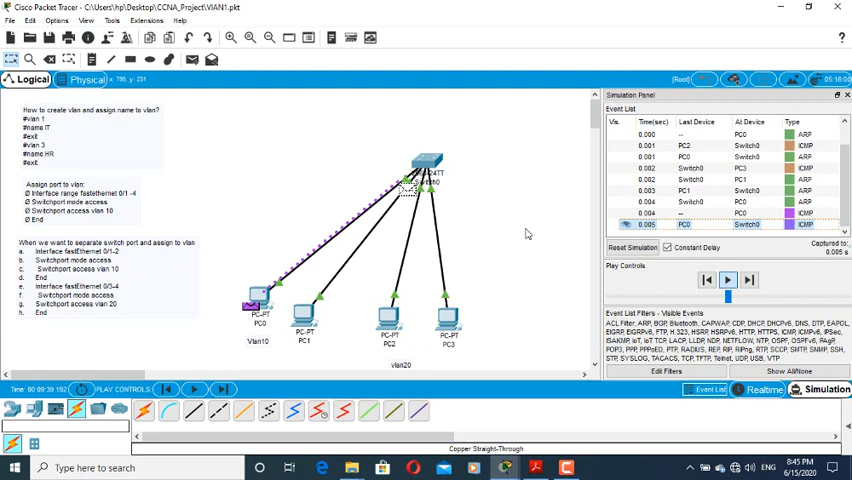 Cisco Packet Tracer - C:\Users\hp\Desktop\CCNA_Project\VlAN1.pkt
File Edit Options View Tools Extensions Help
Logical Physical x: 798, y: 231 [Root] 05:16:00
How to create vlan and assign name to vlan?
#vlan 1
#name IT
#exit
vlan 3
#name HR
#exit
Assign port to vlan:
Ø Interface range fastethernet 0/1 -4
Ø Switchport mode access
Ø Switchport access vlan 10
Ø End
When we want to separate switch port and assign to vlan
a. Interface fastEthernet 0/1-2
b. Switchport mode access
c. Switchport access vlan 10
d. End
e. Interface fastEthernet 0/3-4
f. Switchport mode access
g. Switchport access vlan 20
h. End
24TT
Switch0
PC-PT
PC0
PC-PT
PC1
PC-PT
PC2
PC-PT
PC3
Vlan10
vlan20
Simulation Panel
Event List
Vis. Time(sec) Last Device At Device Type
0.000 -- PC0 ARP
0.001 PC2 Switch0 ICMP
0.001 PC0 Switch0 ARP
0.002 Switch0 PC3 ICMP
0.002 Switch0 PC1 ARP
0.003 PC1 Switch0 ARP
0.004 Switch0 PC0 ARP
0.004 -- PC0 ICMP
0.005 PC0 Switch0 ICMP
Reset Simulation Constant Delay Captured to:
0.005 s
Play Controls
Event List Filters - Visible Events
ACL Filter, ARP, BGP, Bluetooth, CAPWAP, CDP, DHCP, DHCPv6, DNS, DTP, EAPOL,
EIGRP, EIGRPv6, FTP, H.323, HSRP, HSRPv6, HTTP, HTTPS, ICMP, ICMPv6, IPSec,
ISAKMP, IoT, IoT TCP, LACP, LLDP, NDP, NETFLOW, NTP, OSPF, OSPFv6, PAgP,
POP3, PPP, PPPoED, PTP, RADIUS, REP, RIP, RIPng, RTP, SCCP, SMTP, SNMP, SSH,
STP, SYSLOG, TACACS, TCP, TFTP, Telnet, UDP, USB, VTP
Edit Filters Show All/None
Time: 00:09:39.192 PLAY CONTROLS Event List Realtime Simulation
Copper Straight-Through
Type here to search
ENG
8:45 PM
6/15/2020